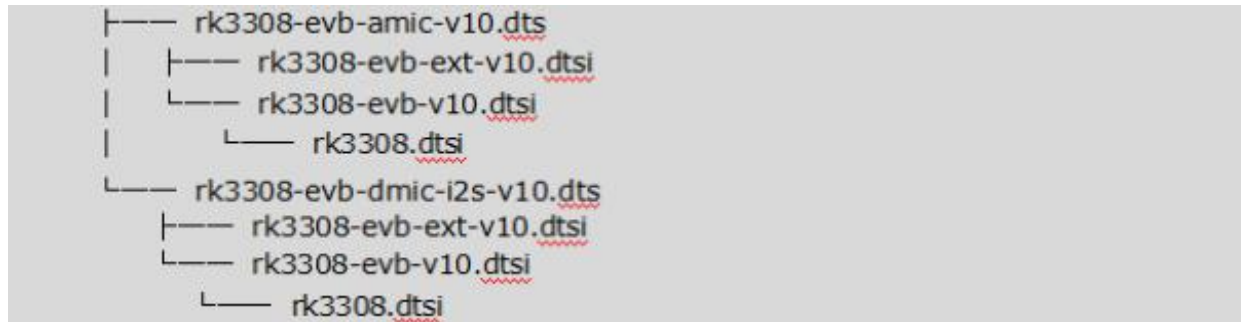 ├─── rk3308-evb-amic-v10.dts
│ ├─── rk3308-evb-ext-v10.dtsi
│ └─── rk3308-evb-v10.dtsi
│ └─── rk3308.dtsi
└─── rk3308-evb-dmic-i2s-v10.dts
├─── rk3308-evb-ext-v10.dtsi
└─── rk3308-evb-v10.dtsi
└─── rk3308.dtsi